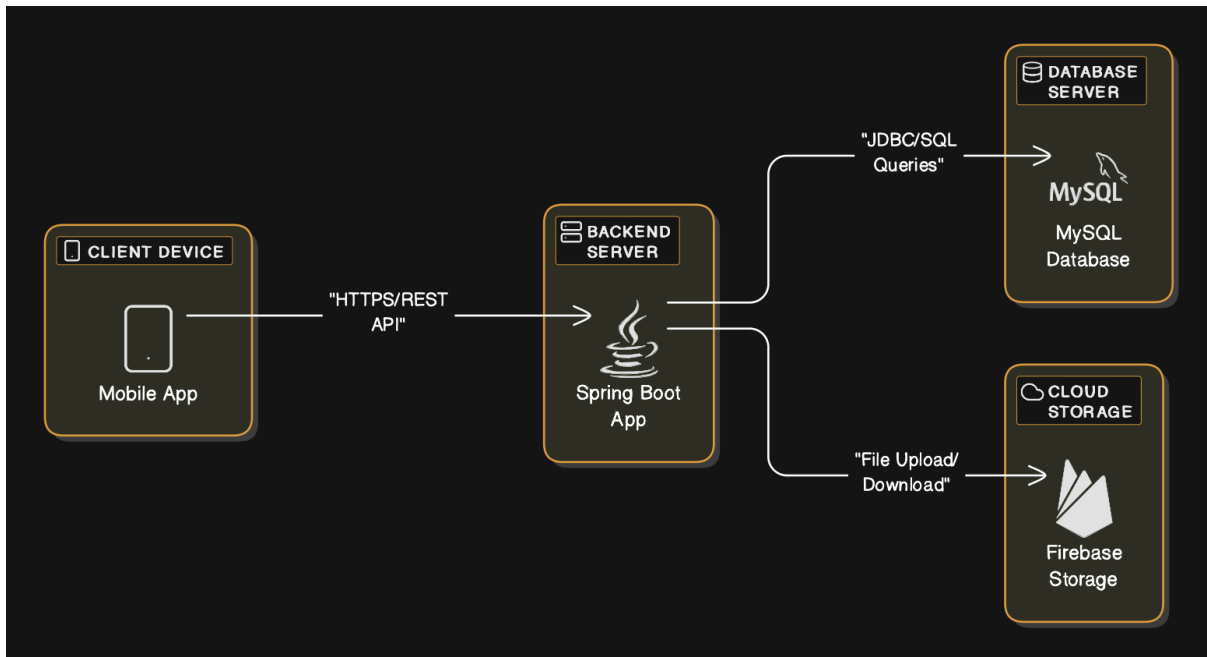 CLIENT DEVICE
Mobile App
"HTTPS/REST
API"
BACKEND
SERVER
Spring Boot
App
"JDBC/SQL
Queries"
DATABASE
SERVER
MySQL
MySQL
Database
"File Upload/
Download"
CLOUD
STORAGE
Firebase
Storage